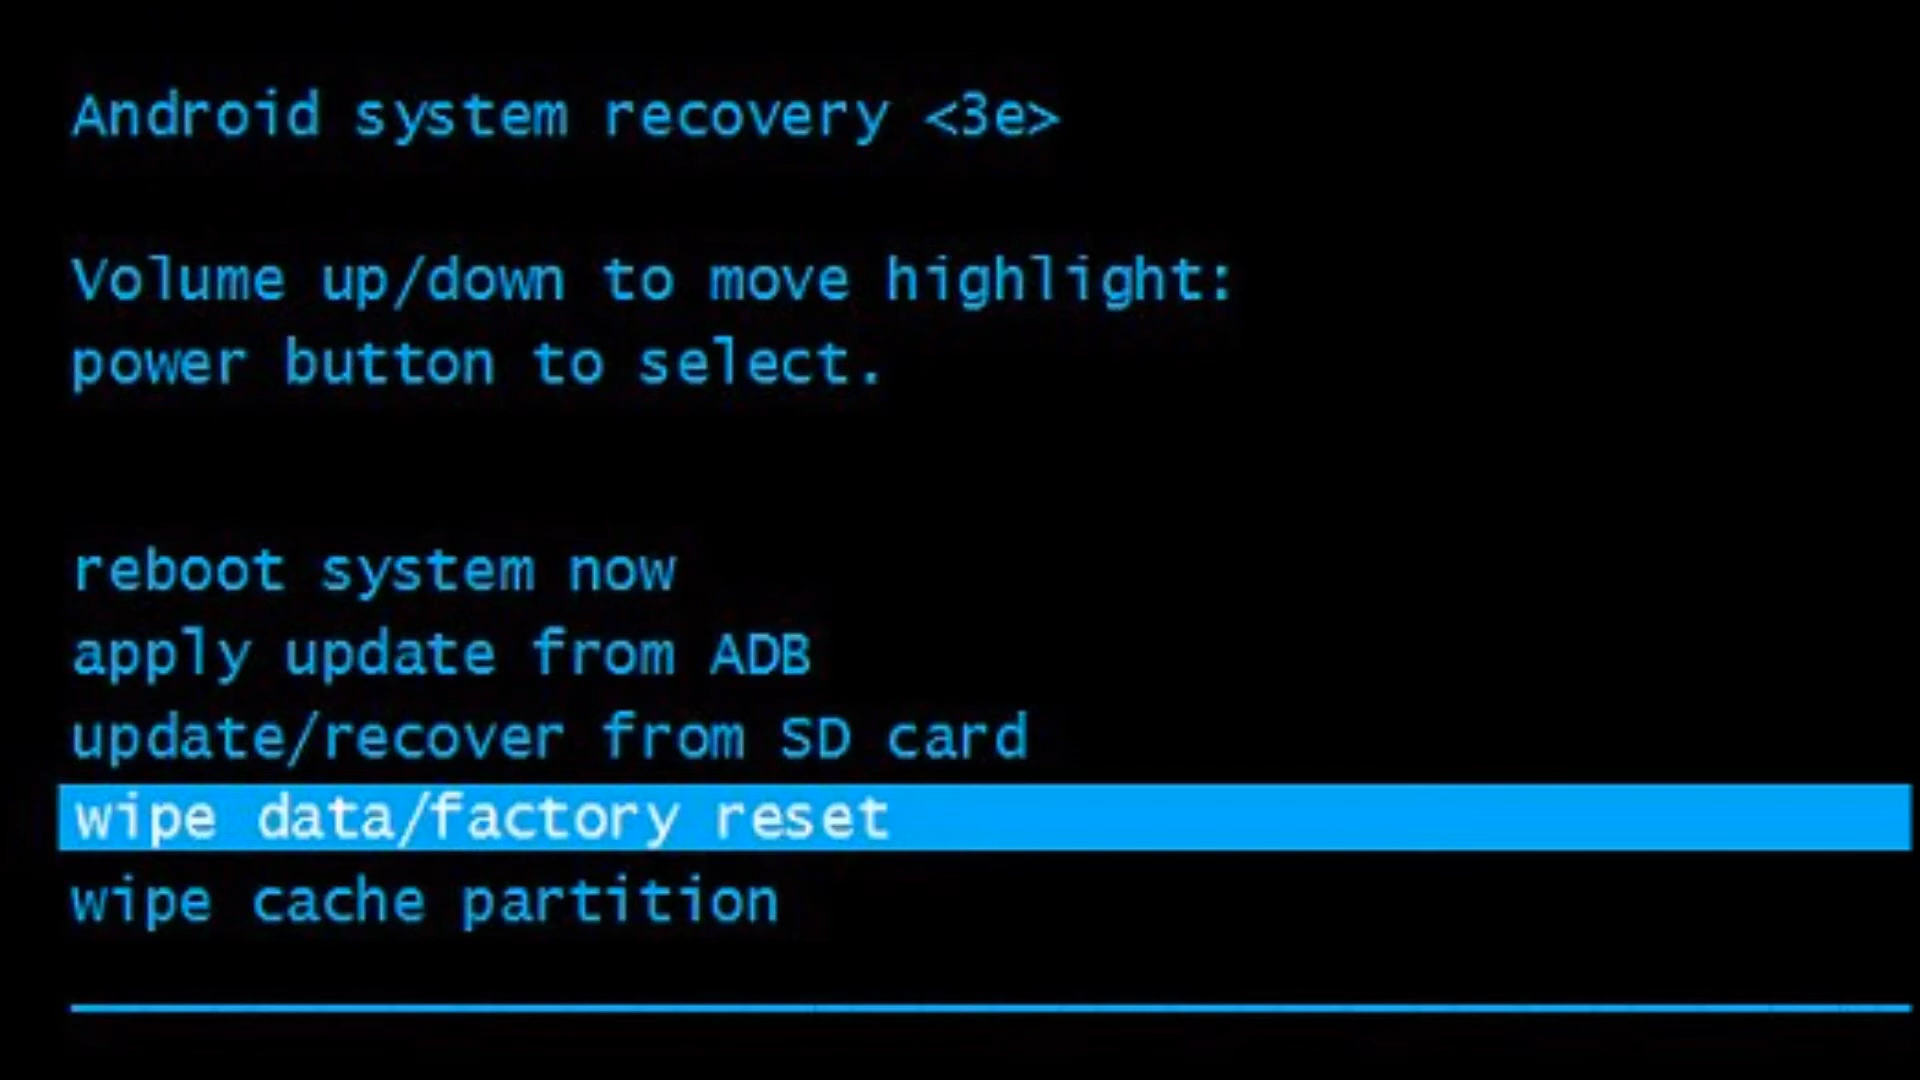 Android system recovery <3e>
Volume up/down to move highlight:
power button to select.
reboot system now
apply update from ADB
update/recover from SD card
wipe data/factory reset
wipe cache partition